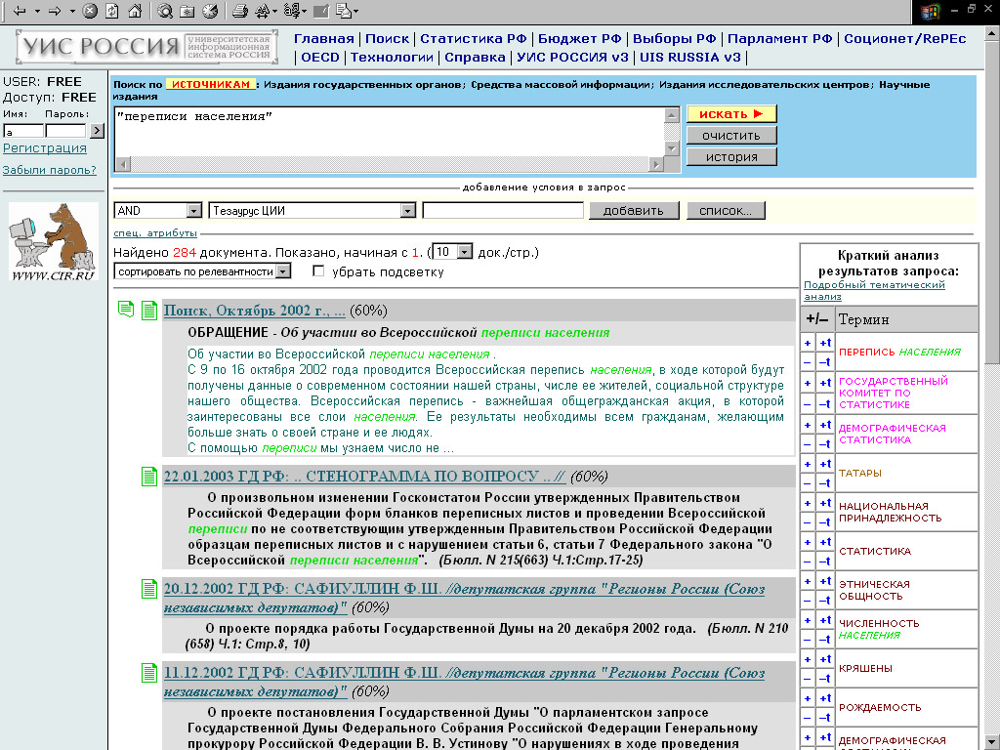 УИС РОССИЯ
университетская
информационная
система РОССИЯ
Главная | Поиск | Статистика РФ | Бюджет РФ | Выборы РФ | Парламент РФ | Соционет/RePEc
| OECD | Технологии | Справка | УИС РОССИЯ v3 | UIS RUSSIA v3 |
USER: FREE
Доступ: FREE
Имя: Пароль:
а
>
Регистрация
Забыли пароль?
WWW.CIR.RU
Поиск по ИСТОЧНИКАМ : Издания государственных органов; Средства массовой информации; Издания исследовательских центров; Научные
издания
"переписи населения"
искать
очистить
история
добавление условия в запрос
AND Тезаурус ЦИИ добавить список...
спец. атрибуты
Найдено 284 документа. Показано, начиная с 1. ( 10 док./стр.)
сортировать по релевантности убрать подсветку
Поиск, Октябрь 2002 г., ... (60%)
ОБРАЩЕНИЕ - Об участии во Всероссийской переписи населения
Об участии во Всероссийской переписи населения .
С 9 по 16 октября 2002 года проводится Всероссийская перепись населения, в ходе которой будут
получены данные о современном состоянии нашей страны, числе ее жителей, социальной структуре
нашего общества. Всероссийская перепись - важнейшая общегражданская акция, в которой
заинтересованы все слои населения. Ее результаты необходимы всем гражданам, желающим
больше знать о своей стране и ее людях.
С помощью переписи мы узнаем число не ...
22.01.2003 ГД РФ: .. СТЕНОГРАММА ПО ВОПРОСУ .. // (60%)
О произвольном изменении Госкомстатом России утвержденных Правительством
Российской Федерации форм бланков переписных листов и проведении Всероссийской
переписи по не соответствующим утвержденным Правительством Российской Федерации
образцам переписных листов и с нарушением статьи 6, статьи 7 Федерального закона "О
Всероссийской переписи населения". (Бюлл. N 215(663) Ч.1:Стр.17-25)
20.12.2002 ГД РФ: САФИУЛЛИН Ф.Ш. //депутатская группа "Регионы России (Союз
независимых депутатов)" (60%)
О проекте порядка работы Государственной Думы на 20 декабря 2002 года. (Бюлл. N 210
(658) Ч.1: Стр.8, 10)
11.12.2002 ГД РФ: САФИУЛЛИН Ф.Ш. //депутатская группа "Регионы России (Союз
независимых депутатов)" (60%)
О проекте постановления Государственной Думы "О парламентском запросе
Государственной Думы Федерального Собрания Российской Федерации Генеральному
прокурору Российской Федерации В. В. Устинову "О нарушениях в ходе проведения
Краткий анализ
результатов запроса:
Подробный тематический
анализ
+/– Термин
+ +t
– –t
ПЕРЕПИСЬ НАСЕЛЕНИЯ
+ +t
– –t
ГОСУДАРСТВЕННЫЙ
КОМИТЕТ ПО
СТАТИСТИКЕ
+ +t
– –t
ДЕМОГРАФИЧЕСКАЯ
СТАТИСТИКА
+ +t
– –t
ТАТАРЫ
+ +t
– –t
НАЦИОНАЛЬНАЯ
ПРИНАДЛЕЖНОСТЬ
+ +t
– –t
СТАТИСТИКА
+ +t
– –t
ЭТНИЧЕСКАЯ
ОБЩНОСТЬ
+ +t
– –t
ЧИСЛЕННОСТЬ
НАСЕЛЕНИЯ
+ +t
– –t
КРЯШЕНЫ
+ +t
– –t
РОЖДАЕМОСТЬ
+ +t
ДЕМОГРАФИЧЕСКАЯ